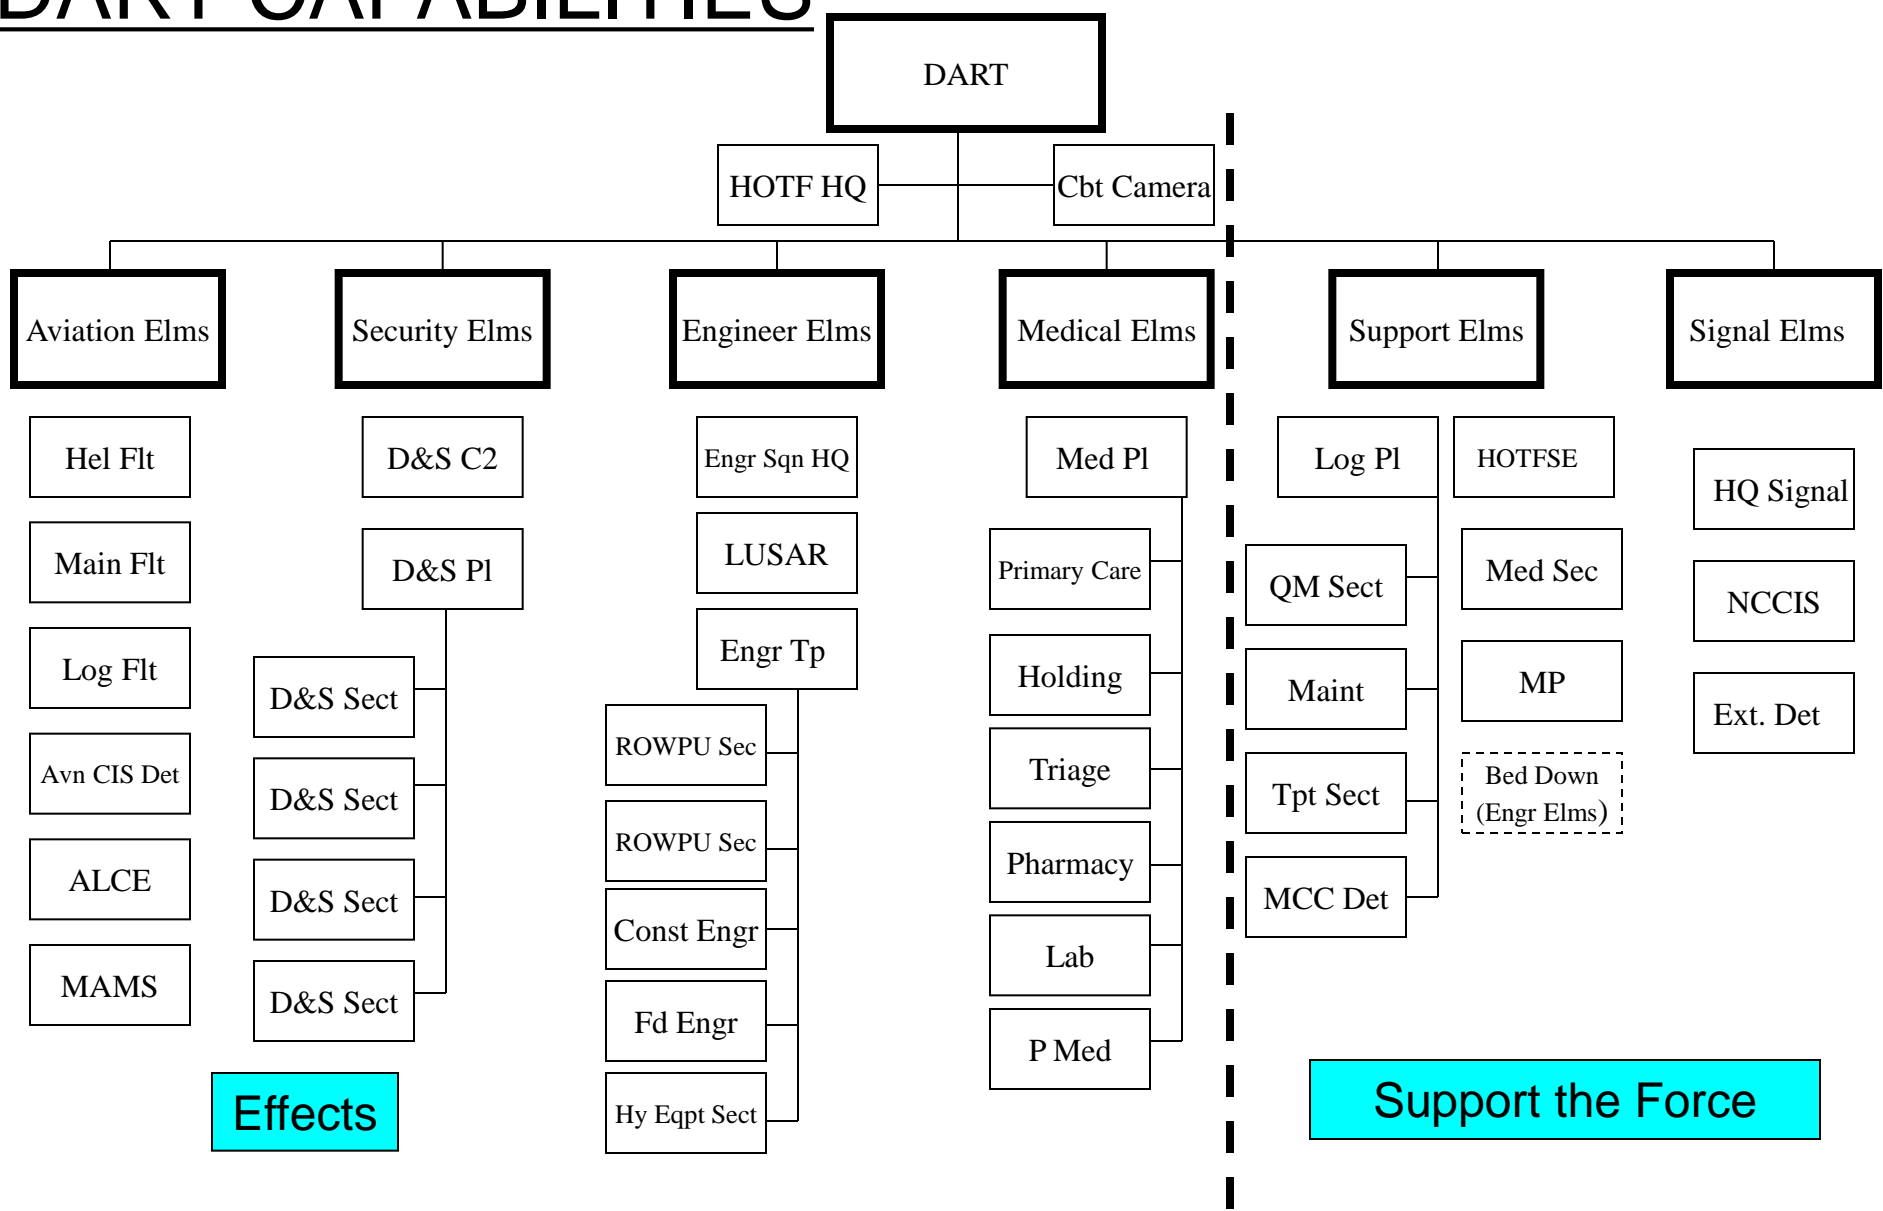 DART CAPABILITIES
DART
HOTF HQ
Cbt Camera
Aviation Elms
Security Elms
Engineer Elms
Medical Elms
Support Elms
Signal Elms
Hel Flt
Main Flt
Log Flt
Avn CIS Det
ALCE
MAMS
D&S C2
D&S Pl
D&S Sect
D&S Sect
D&S Sect
D&S Sect
Engr Sqn HQ
LUSAR
Engr Tp
ROWPU Sec
ROWPU Sec
Const Engr
Fd Engr
Hy Eqpt Sect
Med Pl
Primary Care
Holding
Triage
Pharmacy
Lab
P Med
Log Pl
QM Sect
Maint
Tpt Sect
MCC Det
HOTFSE
Med Sec
MP
Bed Down
(Engr Elms)
HQ Signal
NCCIS
Ext. Det
Effects
Support the Force